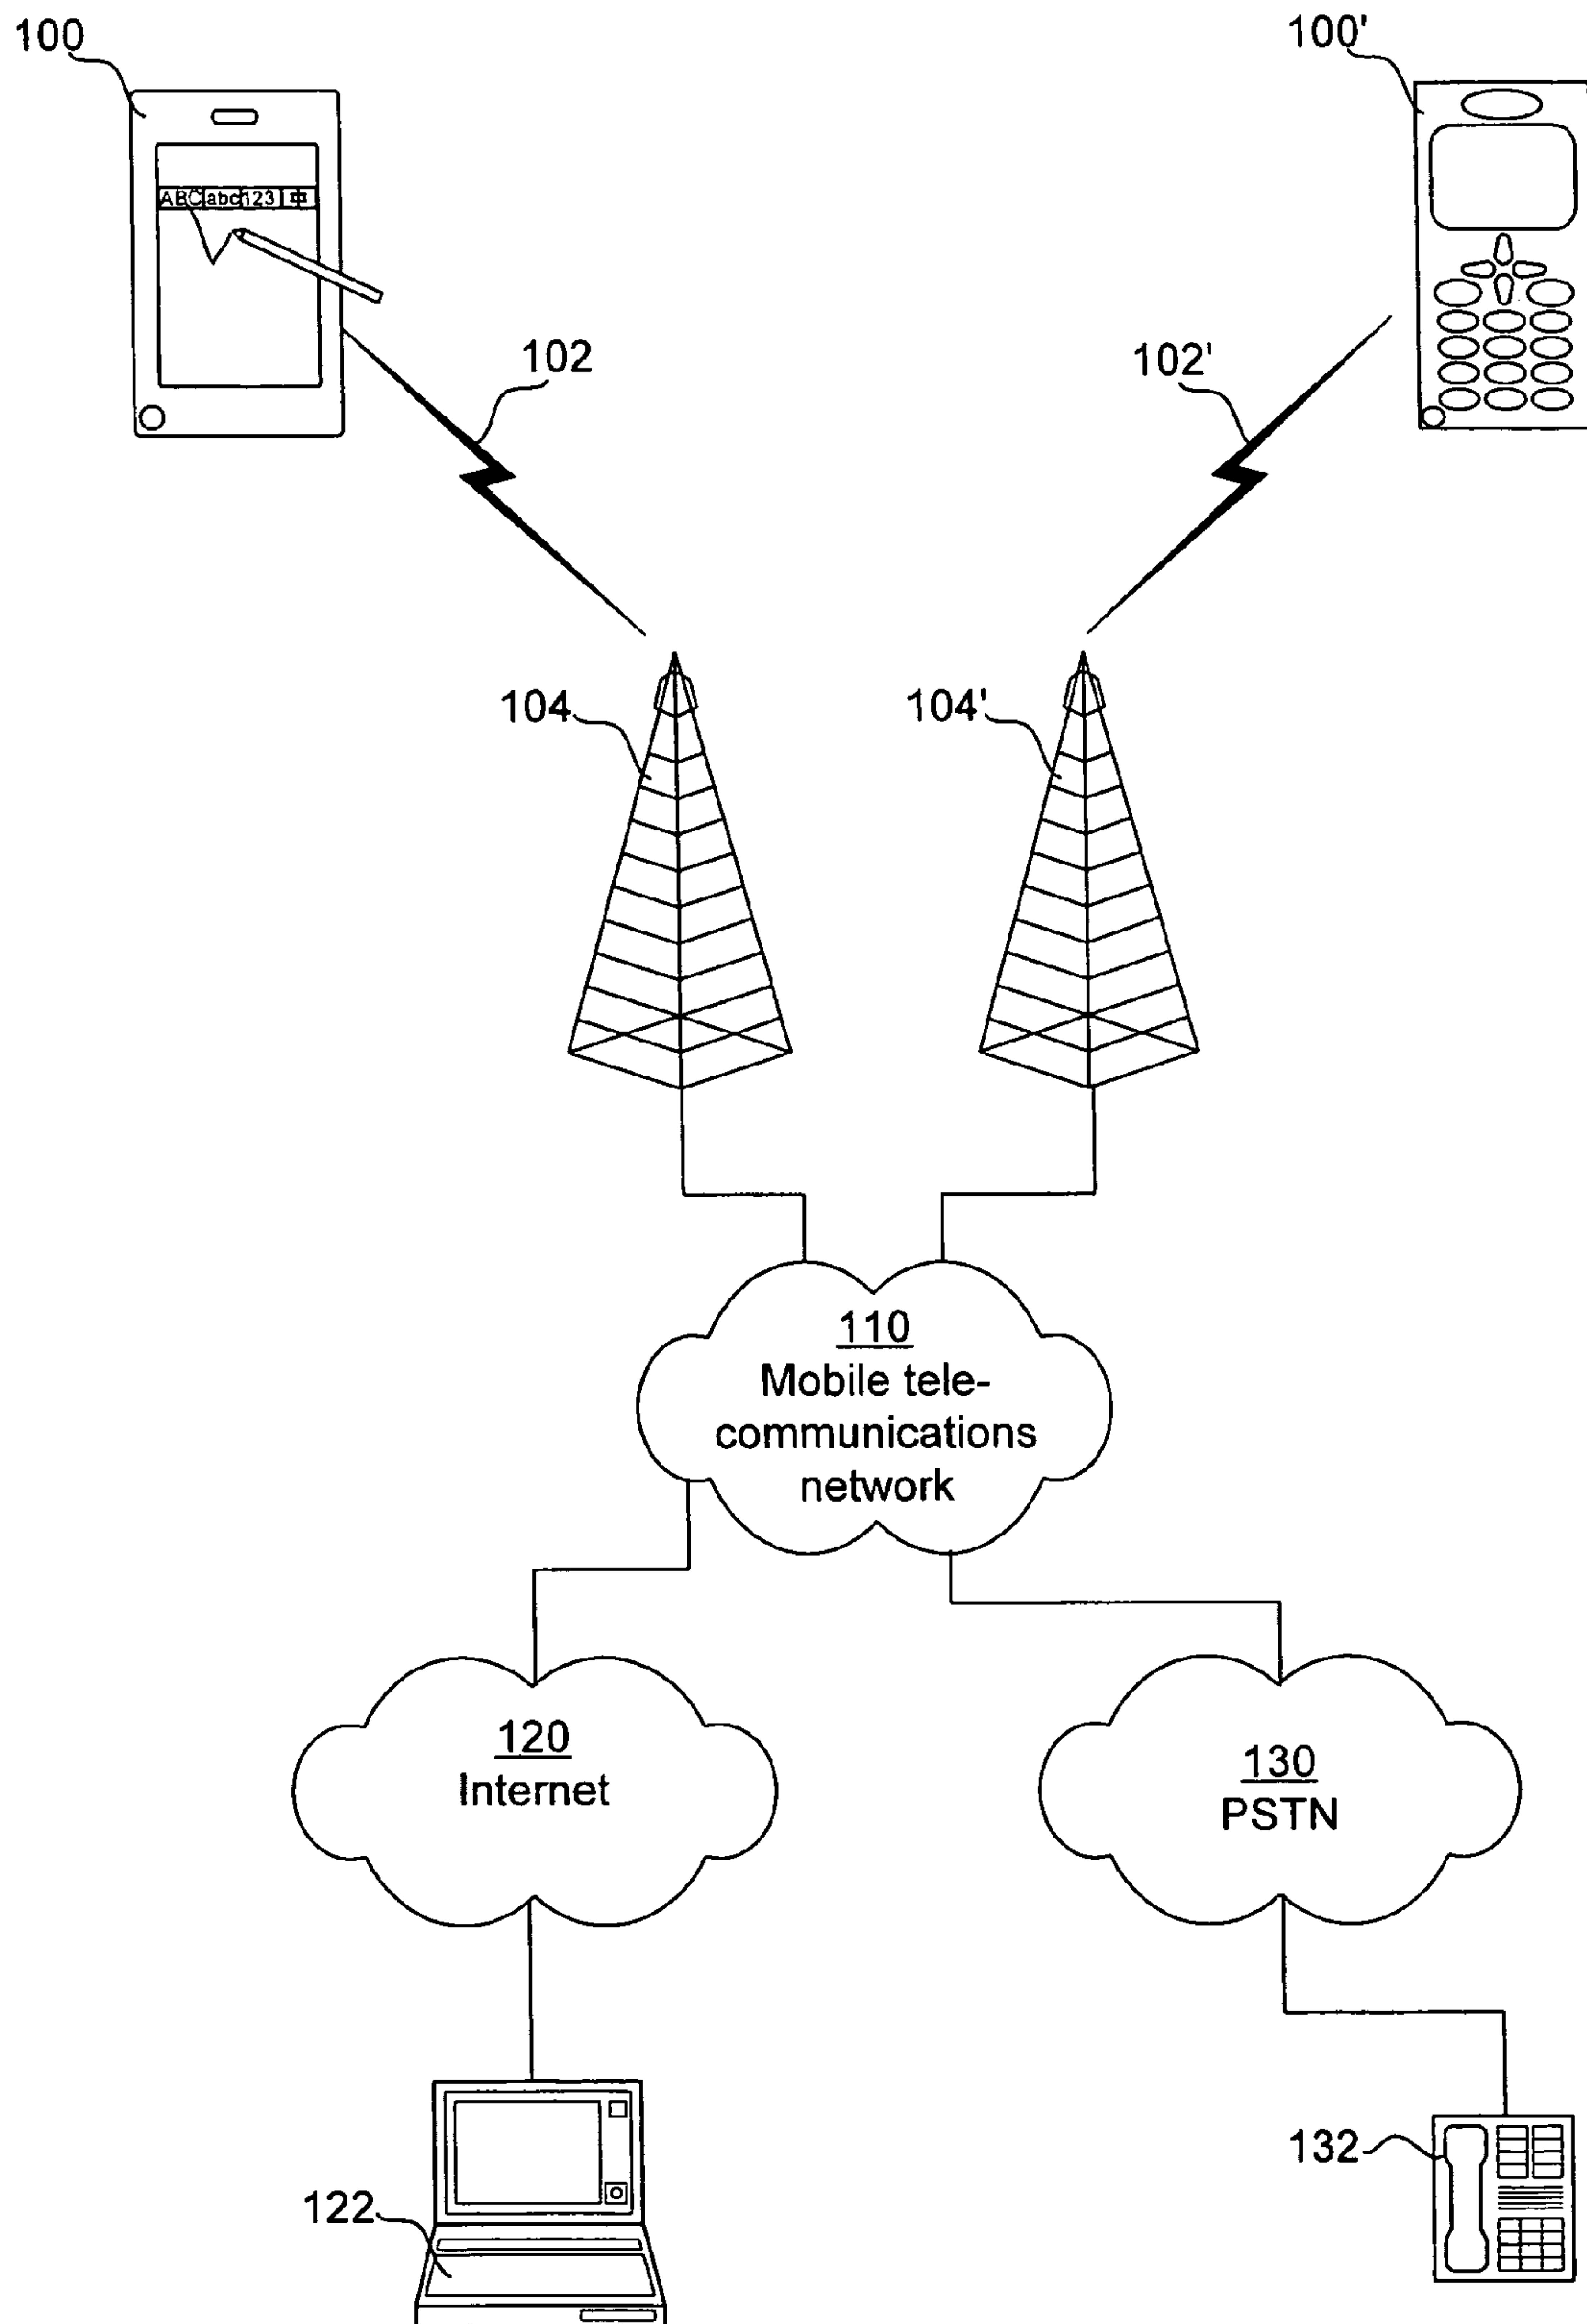 100
100'
ABC abc 123 中
102
102'
104
104'
110
Mobile tele-
communications
network
120
Internet
130
PSTN
132
122